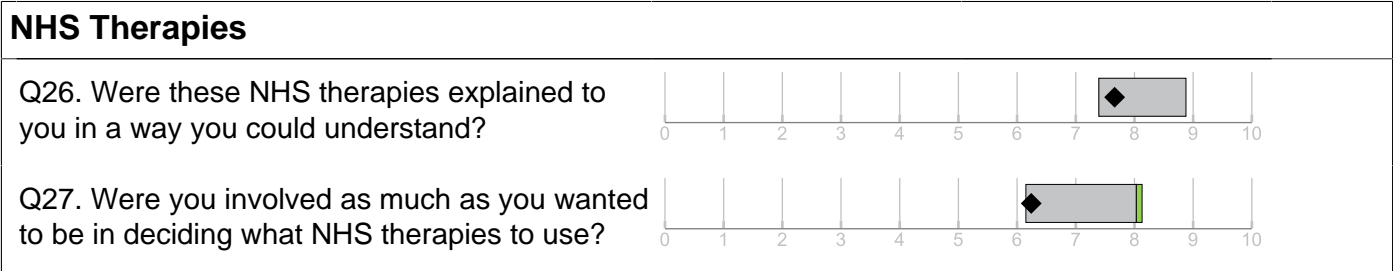 NHS Therapies
Q26. Were these NHS therapies explained to
you in a way you could understand?
0 1 2 3 4 5 6 7 8 9 10
Q27. Were you involved as much as you wanted
to be in deciding what NHS therapies to use?
0 1 2 3 4 5 6 7 8 9 10